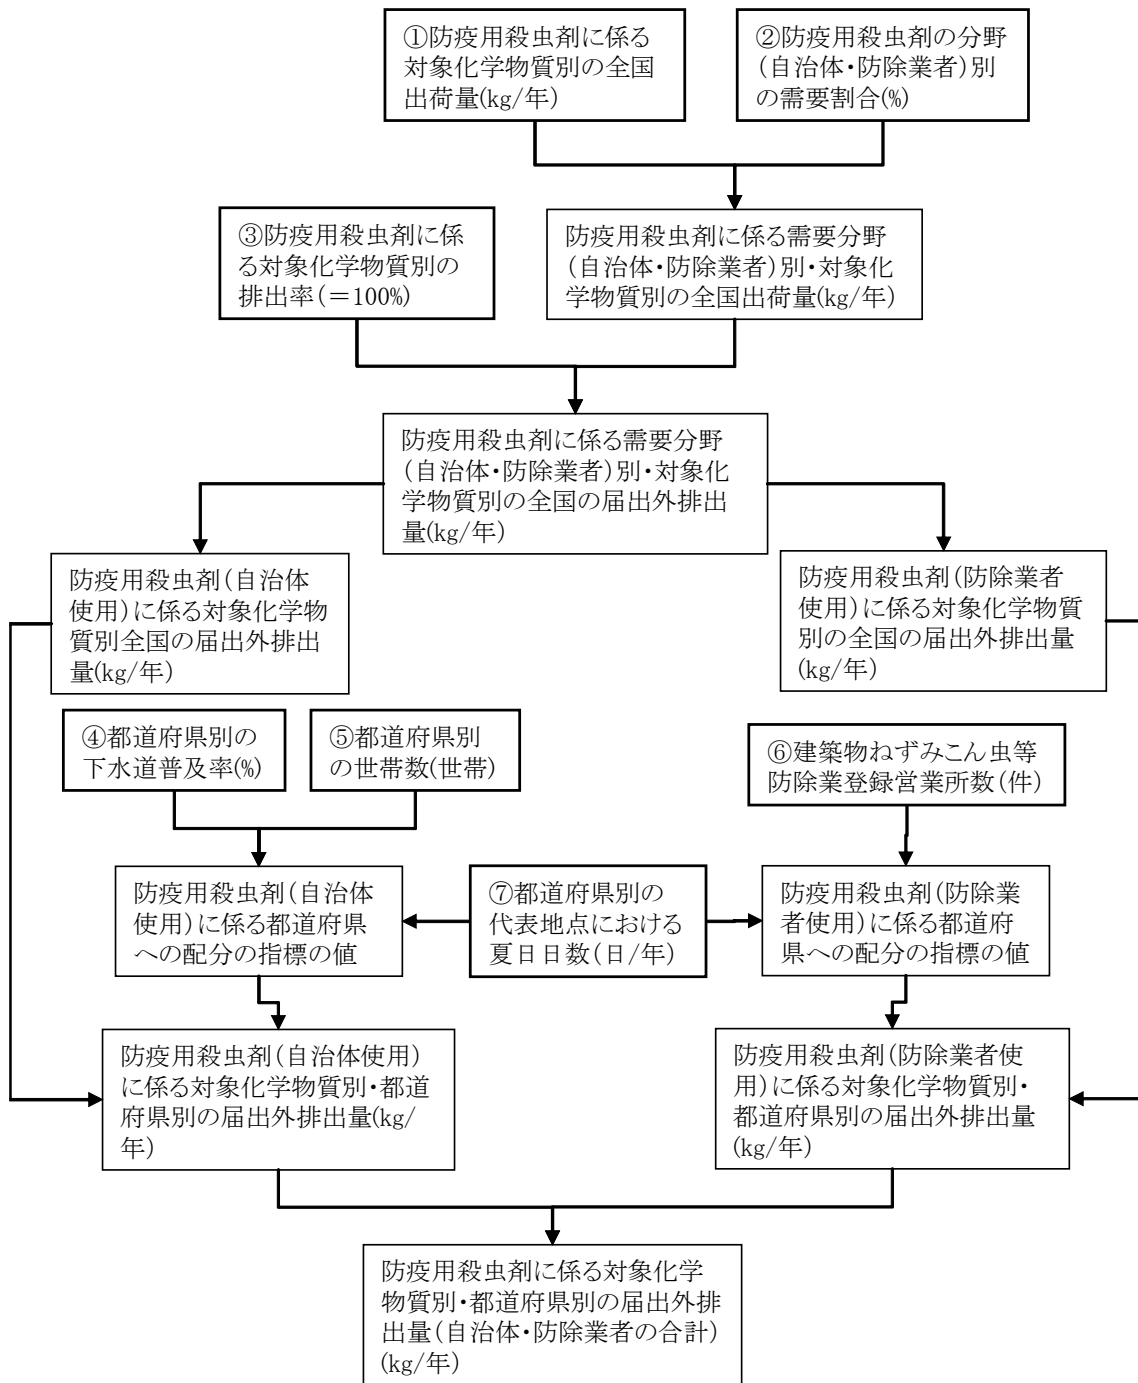 ①防疫用殺虫剤に係る
対象化学物質別の全国
出荷量(kg/年)
②防疫用殺虫剤の分野
(自治体・防除業者)別
の需要割合(%)
③防疫用殺虫剤に係
る対象化学物質別の
排出率(＝100%)
防疫用殺虫剤に係る需要分野
(自治体・防除業者)別・対象化
学物質別の全国出荷量(kg/年)
防疫用殺虫剤に係る需要分野
(自治体・防除業者)別・対象化
学物質別の全国の届出外排出
量(kg/年)
防疫用殺虫剤(自治体
使用)に係る対象化学物
質別全国の届出外排出
量(kg/年)
防疫用殺虫剤(防除業者
使用)に係る対象化学物質
別の全国の届出外排出量
(kg/年)
④都道府県別の
下水道普及率(%)
⑤都道府県別
の世帯数(世帯)
⑥建築物ねずみこん虫等
防除業登録営業所数(件)
防疫用殺虫剤(自治体
使用)に係る都道府県
への配分の指標の値
⑦都道府県別の
代表地点における
夏日日数(日/年)
防疫用殺虫剤(防除業
者使用)に係る都道府
県への配分の指標の値
防疫用殺虫剤(自治体使用)
に係る対象化学物質別・都道
府県別の届出外排出量(kg/
年)
防疫用殺虫剤(防除業者使
用)に係る対象化学物質別・
都道府県別の届出外排出量
(kg/年)
防疫用殺虫剤に係る対象化学
物質別・都道府県別の届出外排
出量(自治体・防除業者の合計)
(kg/年)